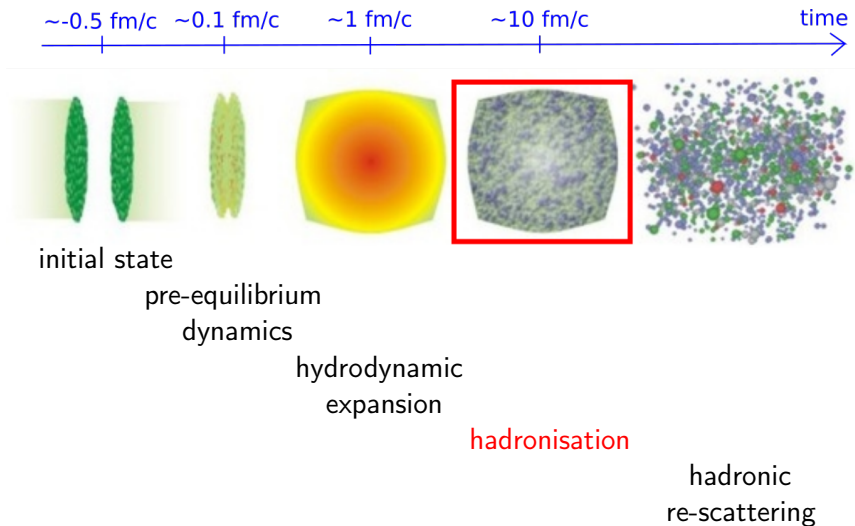 ~-0.5 fm/c ~0.1 fm/c ~1 fm/c ~10 fm/c time
initial state
pre-equilibrium
dynamics
hydrodynamic
expansion
hadronisation
hadronic
re-scattering